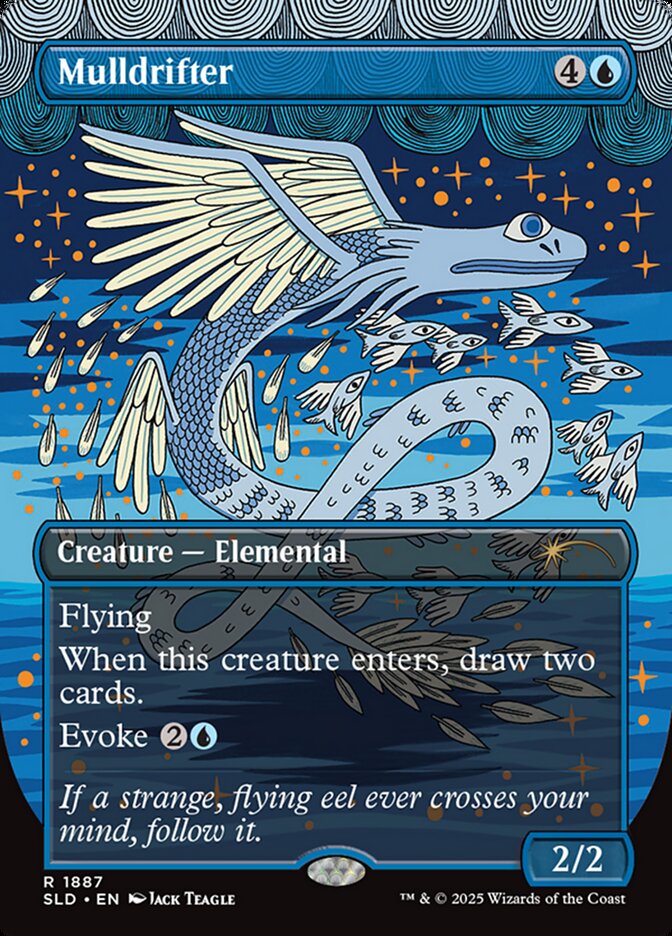 Mulldrifter 4
Creature — Elemental
Flying
When this creature enters, draw two
cards.
Evoke 2
If a strange, flying eel ever crosses your
mind, follow it.
2/2
R 1887
SLD • EN Jack Teagle
™ & © 2025 Wizards of the Coast